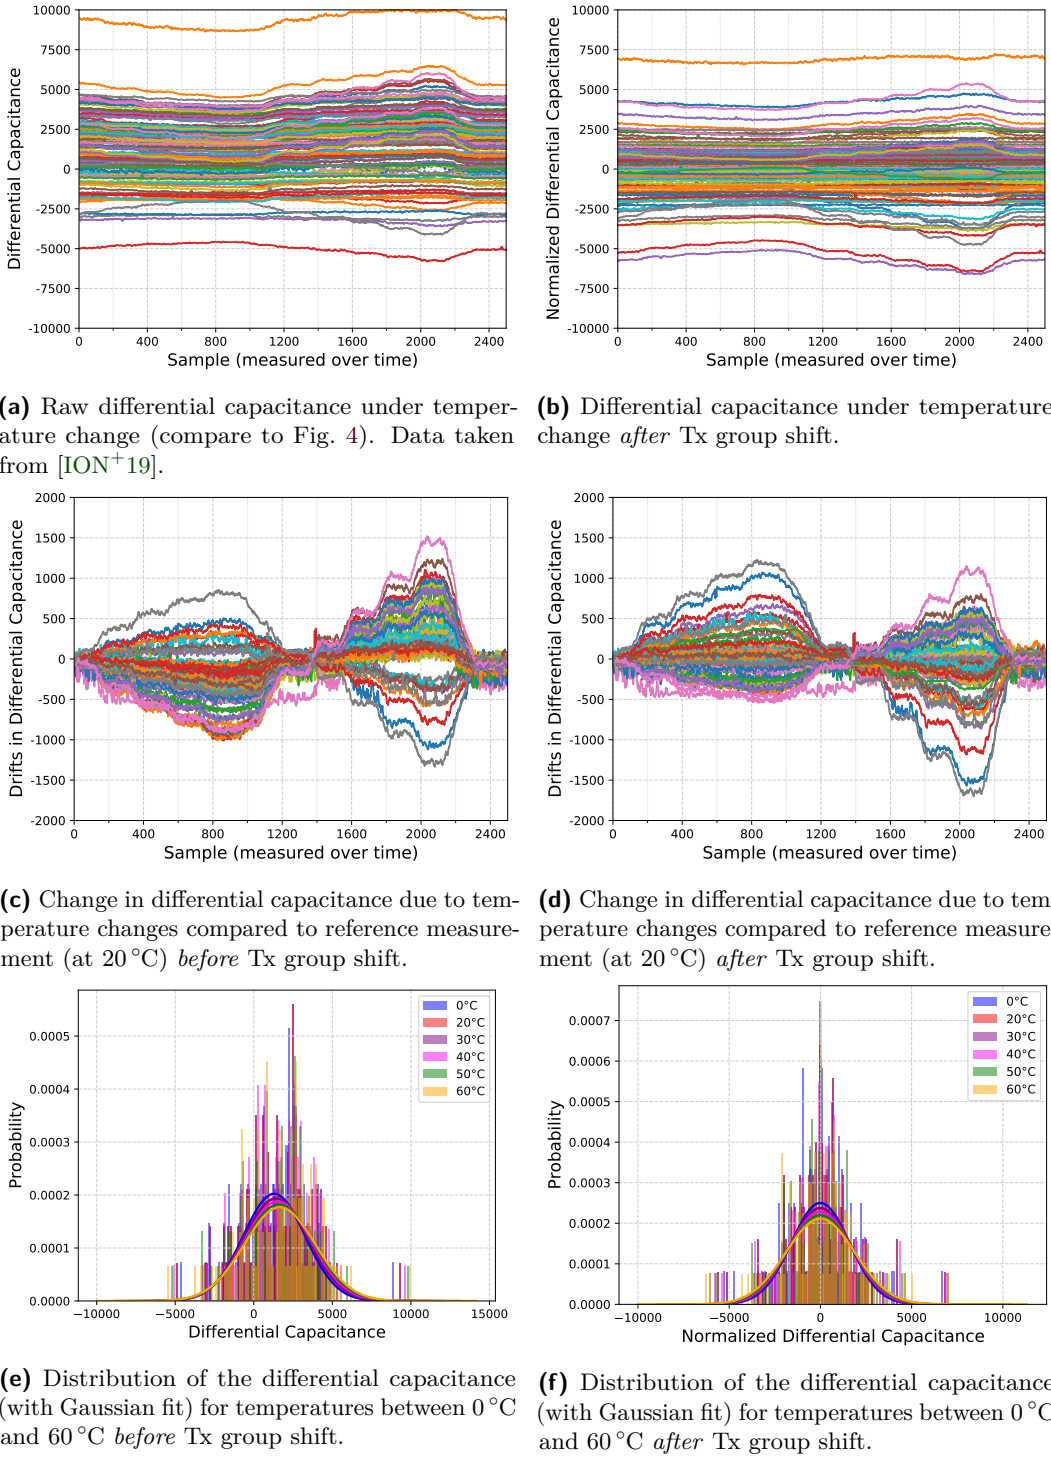 10000
7500
5000
2500
0
-2500
-5000
-7500
-10000
Differential Capacitance
0 400 800 1200 1600 2000 2400
Sample (measured over time)
10000
7500
5000
2500
0
-2500
-5000
-7500
-10000
Normalized Differential Capacitance
0 400 800 1200 1600 2000 2400
Sample (measured over time)
(a) Raw differential capacitance under temper-
ature change (compare to Fig. 4). Data taken
from [ION+19].
(b) Differential capacitance under temperature
change after Tx group shift.
2000
1500
1000
500
0
-500
-1000
-1500
-2000
Drifts in Differential Capacitance
0 400 800 1200 1600 2000 2400
Sample (measured over time)
2000
1500
1000
500
0
-500
-1000
-1500
-2000
Drifts in Differential Capacitance
0 400 800 1200 1600 2000 2400
Sample (measured over time)
(c) Change in differential capacitance due to tem-
perature changes compared to reference measure-
ment (at 20 °C) before Tx group shift.
(d) Change in differential capacitance due to tem-
perature changes compared to reference measure-
ment (at 20 °C) after Tx group shift.
0.0005
0.0004
0.0003
0.0002
0.0001
0.0000
Probability
0°C
20°C
30°C
40°C
50°C
60°C
−10000 −5000 0 5000 10000 15000
Differential Capacitance
0.0007
0.0006
0.0005
0.0004
0.0003
0.0002
0.0001
0.0000
Probability
0°C
20°C
30°C
40°C
50°C
60°C
−10000 −5000 0 5000 10000
Normalized Differential Capacitance
(e) Distribution of the differential capacitance
(with Gaussian fit) for temperatures between 0 °C
and 60 °C before Tx group shift.
(f) Distribution of the differential capacitance
(with Gaussian fit) for temperatures between 0 °C
and 60 °C after Tx group shift.